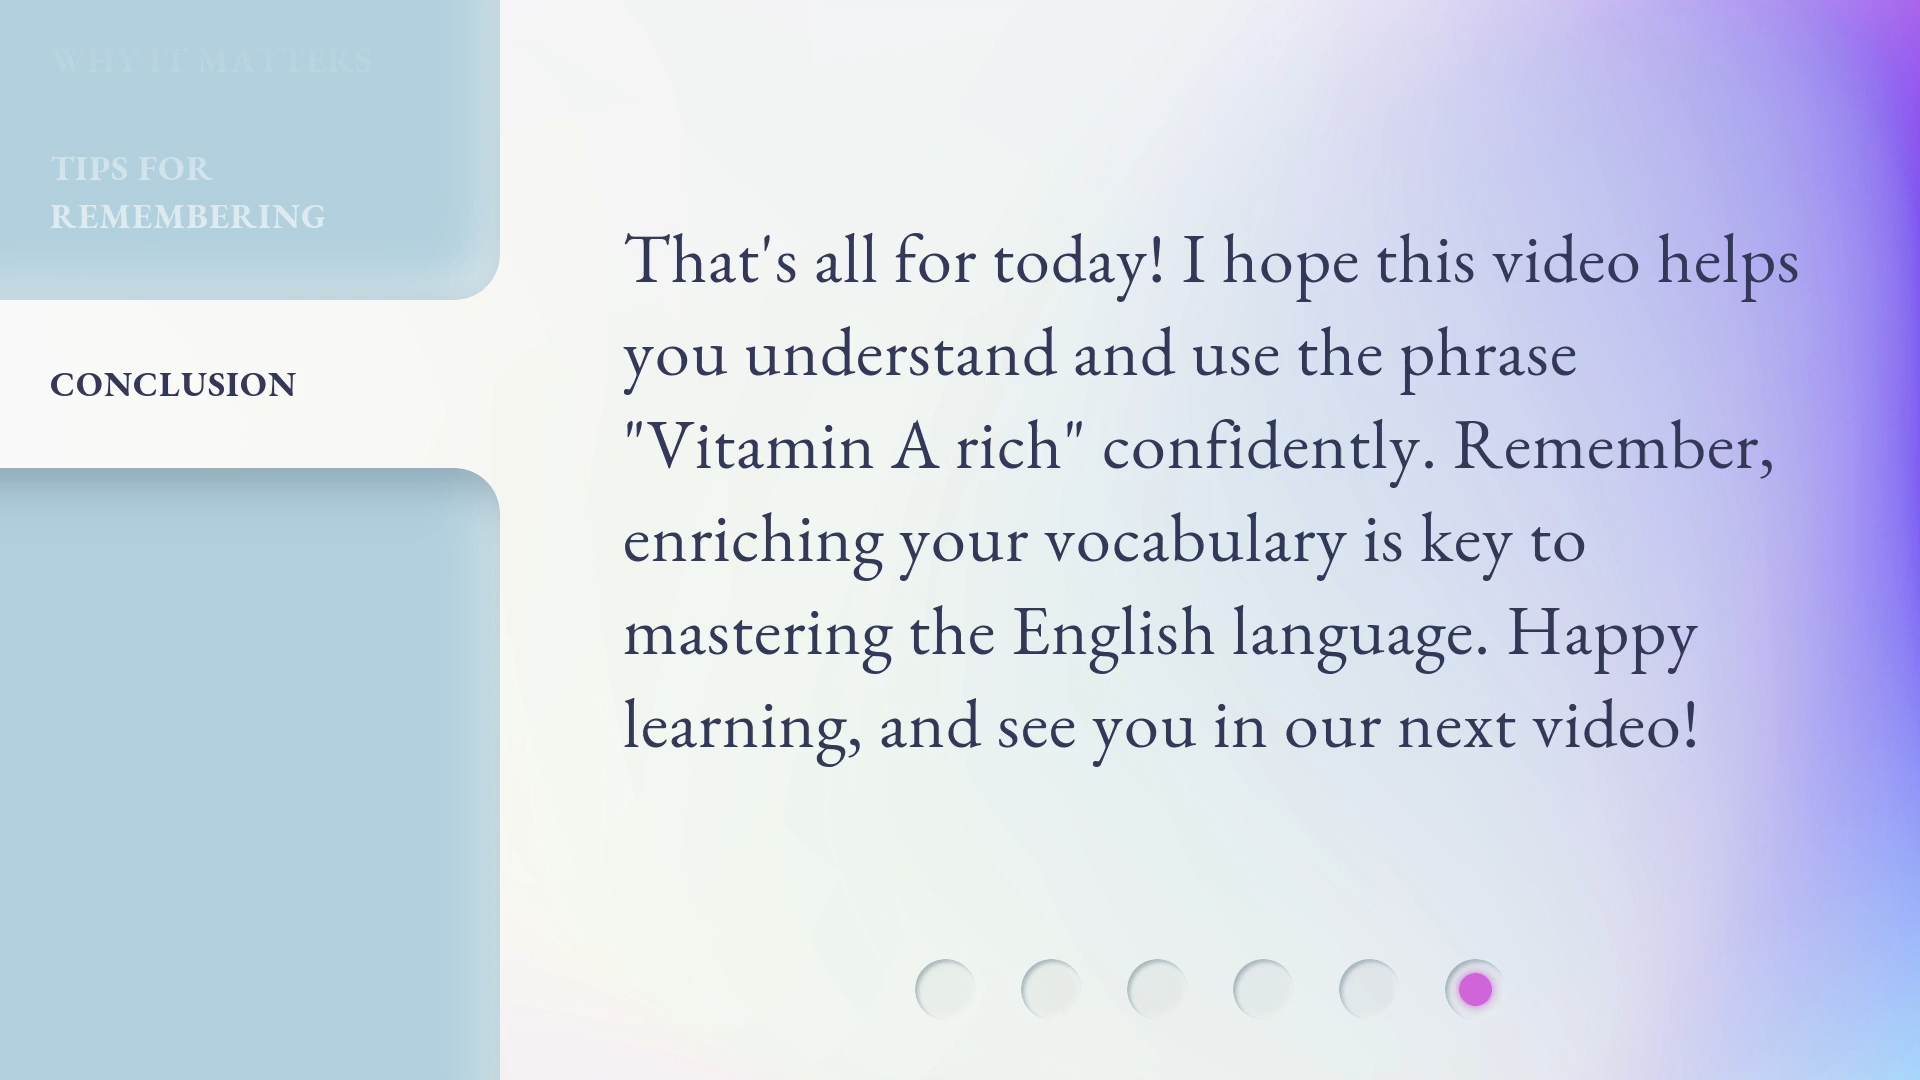 WHY IT MATTERS
TIPS FOR
REMEMBERING
CONCLUSION
That's all for today! I hope this video helps
you understand and use the phrase
"Vitamin A rich" confidently. Remember,
enriching your vocabulary is key to
mastering the English language. Happy
learning, and see you in our next video!